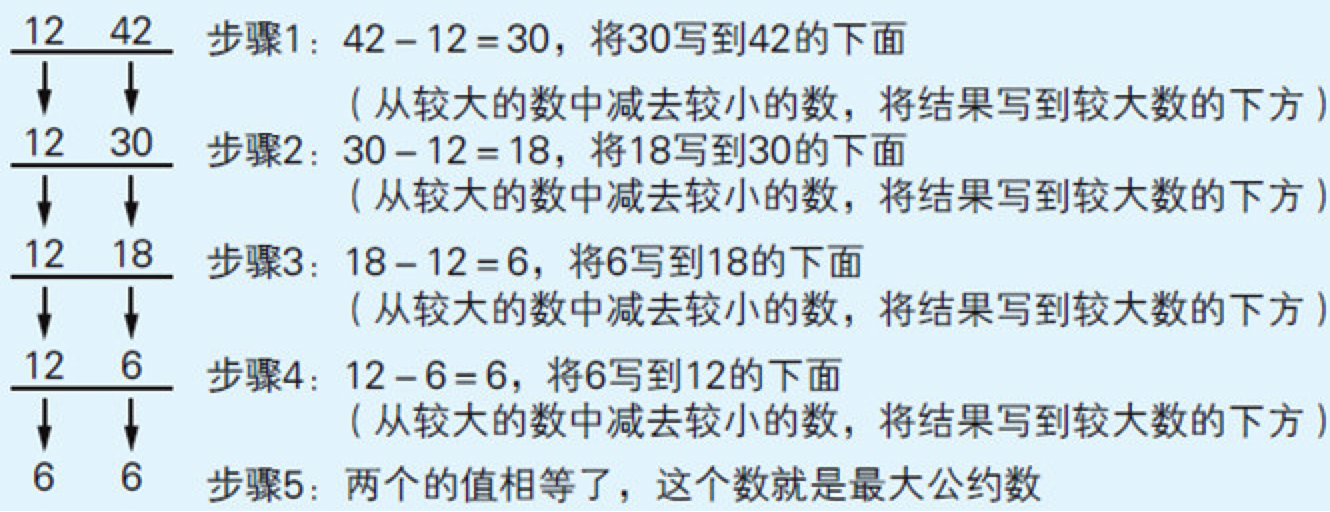 12 42 步骤1：42－12＝30，将30写到42的下面
（从较大的数中减去较小的数，将结果写到较大数的下方）
12 30 步骤2：30－12＝18，将18写到30的下面
（从较大的数中减去较小的数，将结果写到较大数的下方）
12 18 步骤3：18－12＝6，将6写到18的下面
（从较大的数中减去较小的数，将结果写到较大数的下方）
12 6 步骤4：12－6＝6，将6写到12的下面
（从较大的数中减去较小的数，将结果写到较大数的下方）
6 6 步骤5：两个的值相等了，这个数就是最大公约数